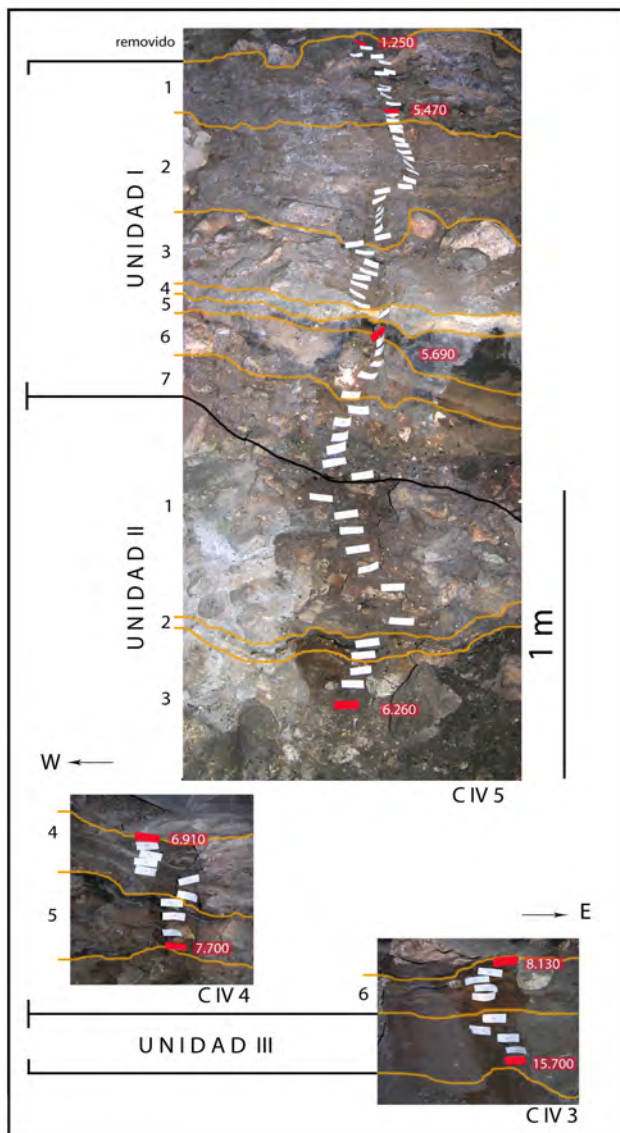 removido
1.250
1
5.470
2
UNIDAD I
3
4
5
6
5.690
7
1
UNIDAD II
2
3
6.260
1 m
W
C IV 5
4
6.910
5
7.700
C IV 4
E
8.130
6
UNIDAD III
15.700
C IV 3